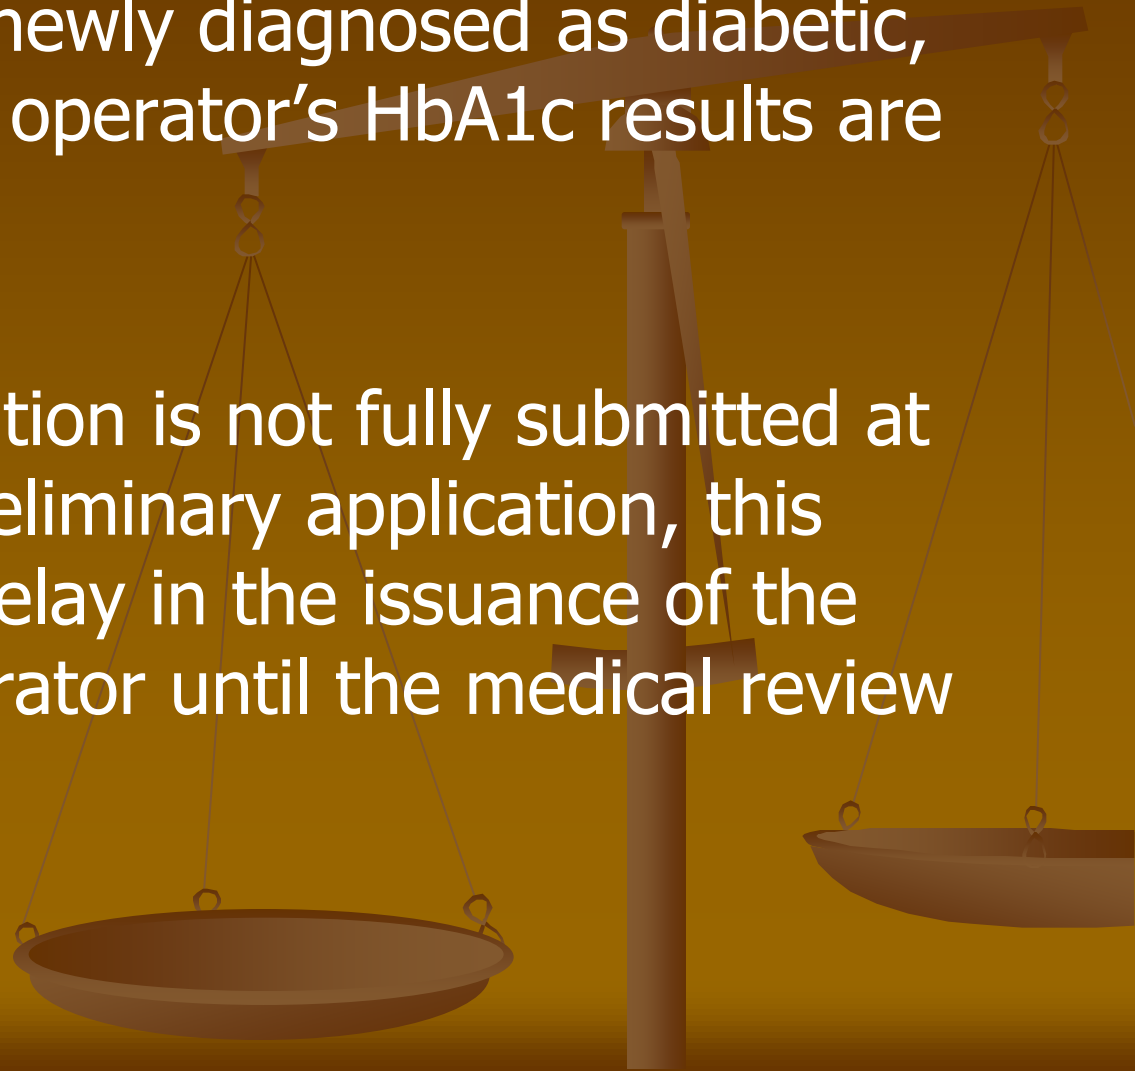 newly diagnosed as diabetic,
operator’s HbA1c results are
tion is not fully submitted at
eliminary application, this
elay in the issuance of the
rator until the medical review